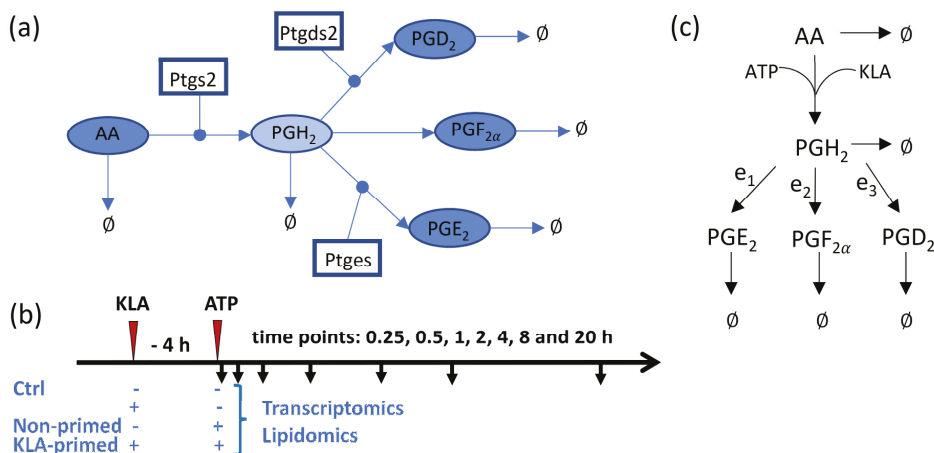 (a)
Ptgs2
Ptgds2
PGD₂
∅
AA
PGH₂
PGF₂α
∅
∅
∅
PGE₂
∅
Ptges
(b)
KLA
ATP
- 4 h
time points: 0.25, 0.5, 1, 2, 4, 8 and 20 h
Ctrl - -
+ -
Non-primed - +
KLA-primed + +
Transcriptomics
Lipidomics
(c)
AA ∅
ATP KLA
PGH₂ ∅
e₁ e₂ e₃
PGE₂ PGF₂α PGD₂
∅ ∅ ∅